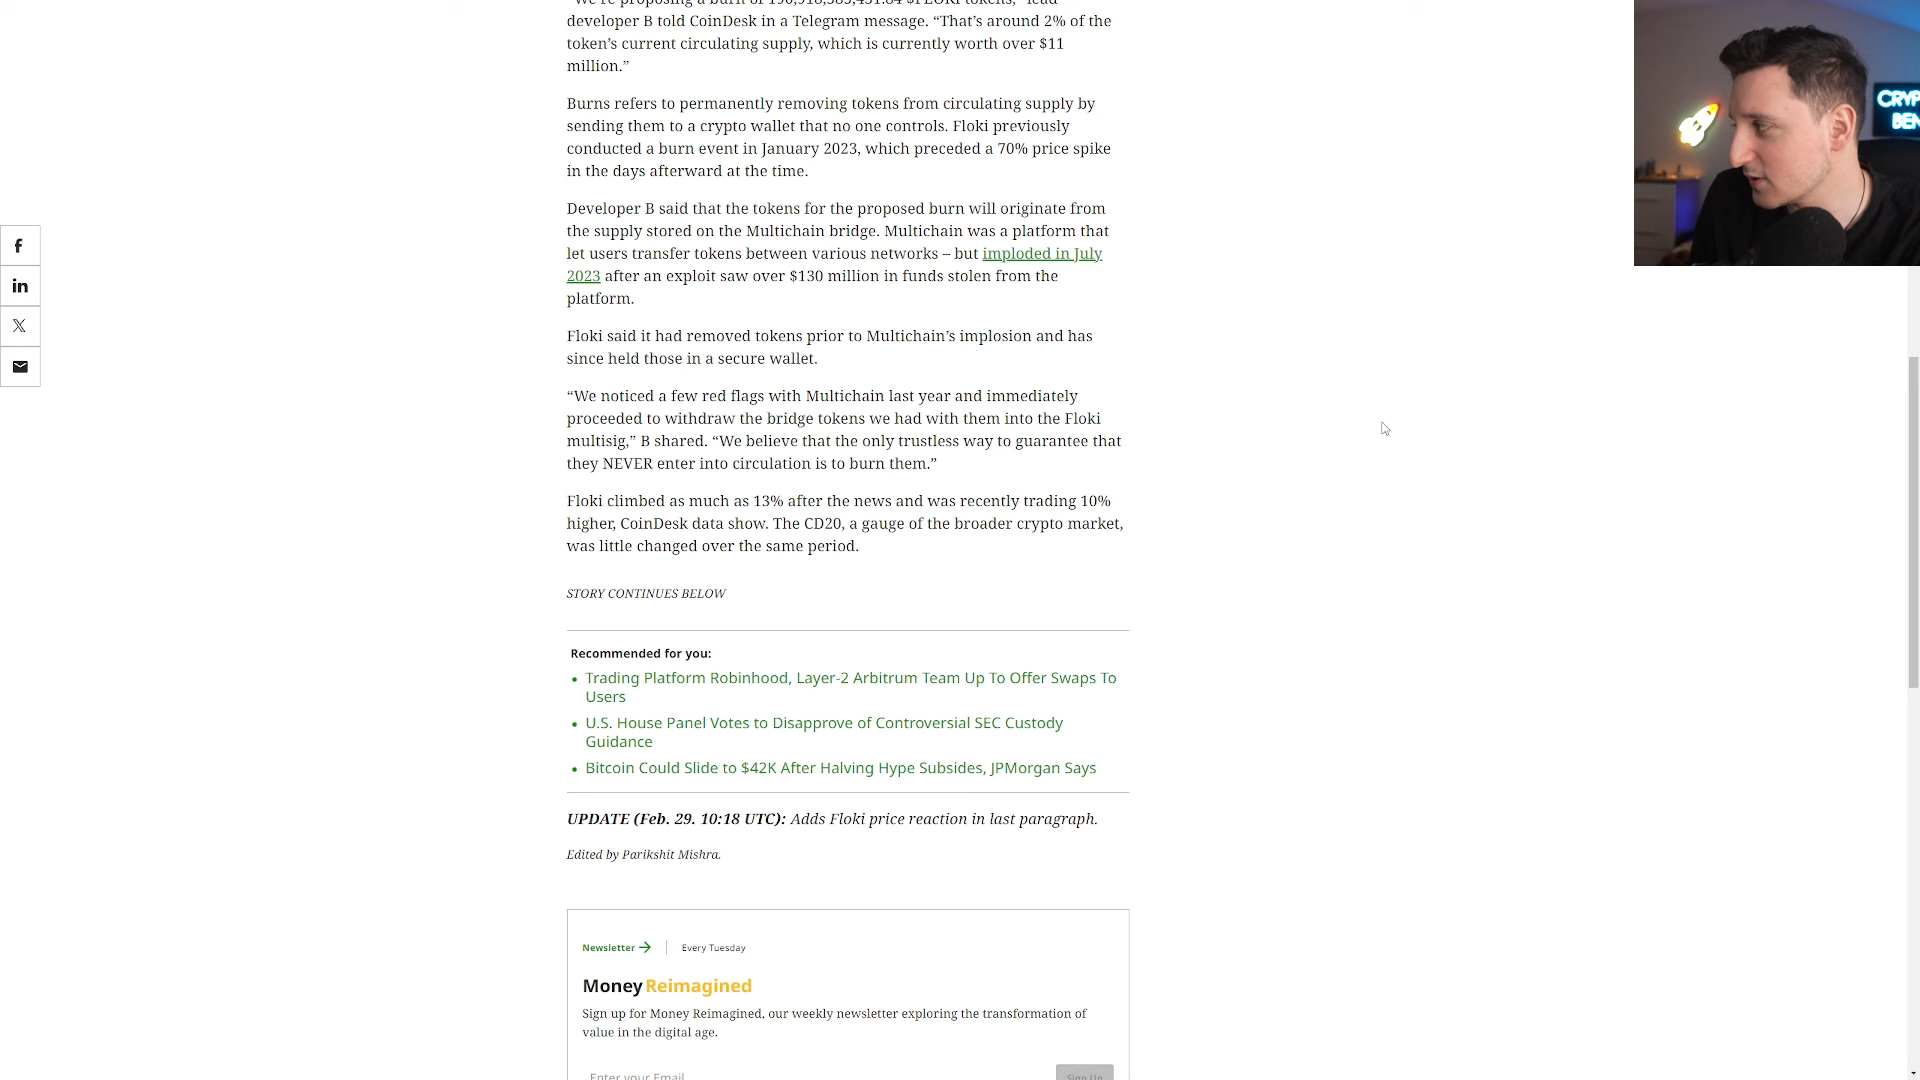 "We're proposing a burn of 190,918,585,431.84 $FLOKI tokens," lead
developer B told CoinDesk in a Telegram message. “That’s around 2% of the
token’s current circulating supply, which is currently worth over $11
million.”
Burns refers to permanently removing tokens from circulating supply by
sending them to a crypto wallet that no one controls. Floki previously
conducted a burn event in January 2023, which preceded a 70% price spike
in the days afterward at the time.
Developer B said that the tokens for the proposed burn will originate from
the supply stored on the Multichain bridge. Multichain was a platform that
let users transfer tokens between various networks – but imploded in July
2023 after an exploit saw over $130 million in funds stolen from the
platform.
Floki said it had removed tokens prior to Multichain’s implosion and has
since held those in a secure wallet.
“We noticed a few red flags with Multichain last year and immediately
proceeded to withdraw the bridge tokens we had with them into the Floki
multisig,” B shared. “We believe that the only trustless way to guarantee that
they NEVER enter into circulation is to burn them.”
Floki climbed as much as 13% after the news and was recently trading 10%
higher, CoinDesk data show. The CD20, a gauge of the broader crypto market,
was little changed over the same period.
STORY CONTINUES BELOW
Recommended for you:
• Trading Platform Robinhood, Layer-2 Arbitrum Team Up To Offer Swaps To
Users
• U.S. House Panel Votes to Disapprove of Controversial SEC Custody
Guidance
• Bitcoin Could Slide to $42K After Halving Hype Subsides, JPMorgan Says
UPDATE (Feb. 29. 10:18 UTC): Adds Floki price reaction in last paragraph.
Edited by Parikshit Mishra.
Newsletter → | Every Tuesday
Money Reimagined
Sign up for Money Reimagined, our weekly newsletter exploring the transformation of
value in the digital age.
Enter your Email
Sign Up
CRYP
BEN